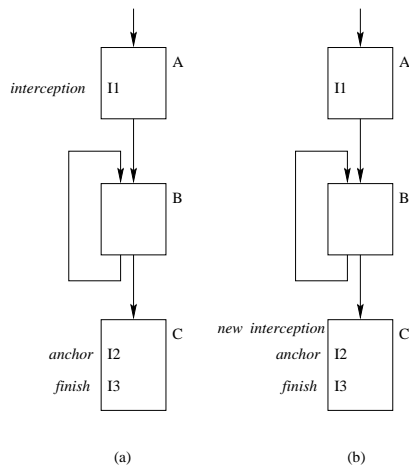 A
interception I1
B
C
anchor I2
finish I3
(a)
A
I1
B
new interception
C
anchor I2
finish I3
(b)